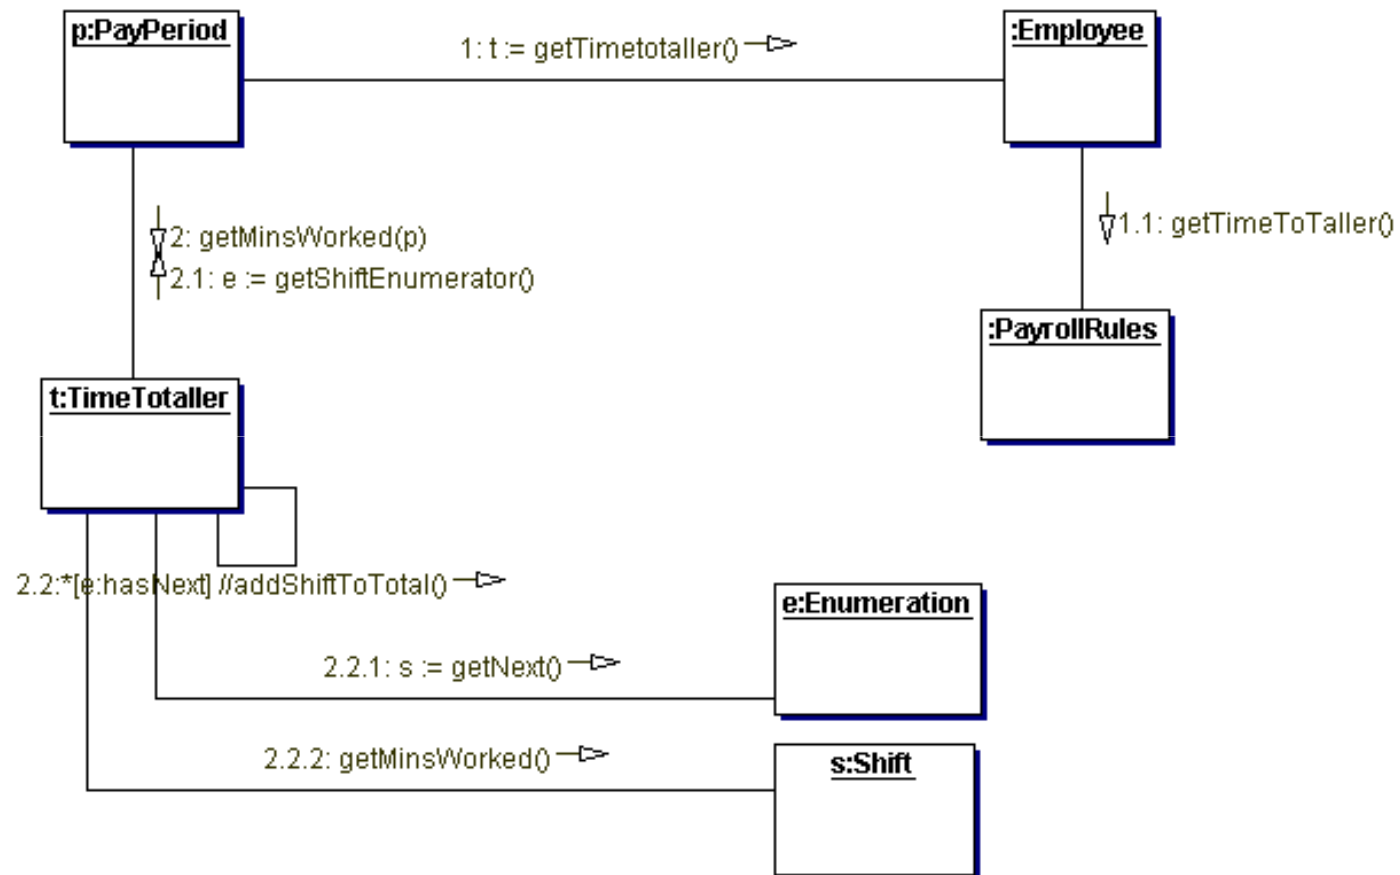 p:PayPeriod
1: t := getTimetotaller()
:Employee
1.1: getTimeToTaller()
2: getMinsWorked(p)
2.1: e := getShiftEnumerator()
:PayrollRules
t:TimeTotaller
2.2:*[e:hasNext] //addShiftToTotal()
e:Enumeration
2.2.1: s := getNext()
2.2.2: getMinsWorked()
s:Shift